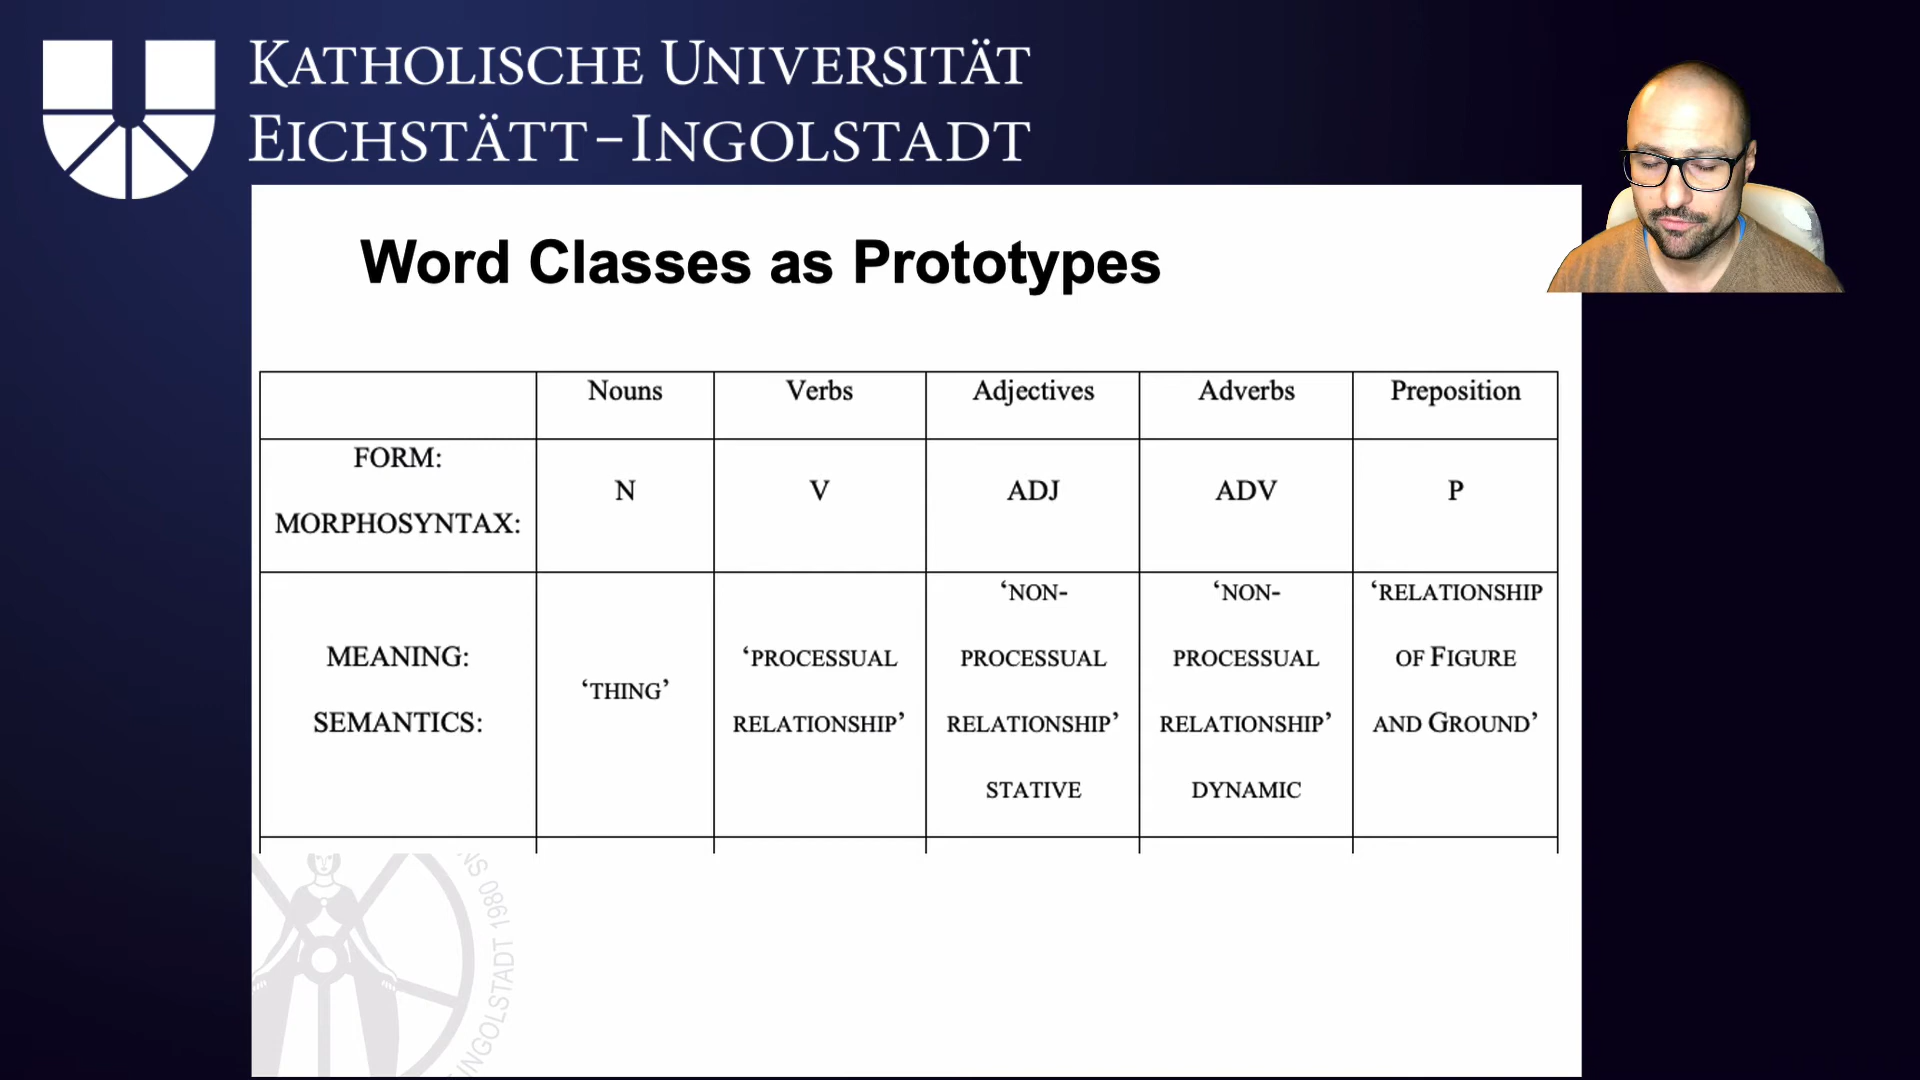 KATHOLISCHE UNIVERSITÄT
EICHSTÄTT-INGOLSTADT
Word Classes as Prototypes
Nouns Verbs Adjectives Adverbs Preposition
FORM:
MORPHOSYNTAX:
N V ADJ ADV P
MEANING:
SEMANTICS:
‘THING’
‘PROCESSUAL
RELATIONSHIP’
‘NON-
PROCESSUAL
RELATIONSHIP’
STATIVE
‘NON-
PROCESSUAL
RELATIONSHIP’
DYNAMIC
‘RELATIONSHIP
OF FIGURE
AND GROUND’
INGOLSTADT 1980